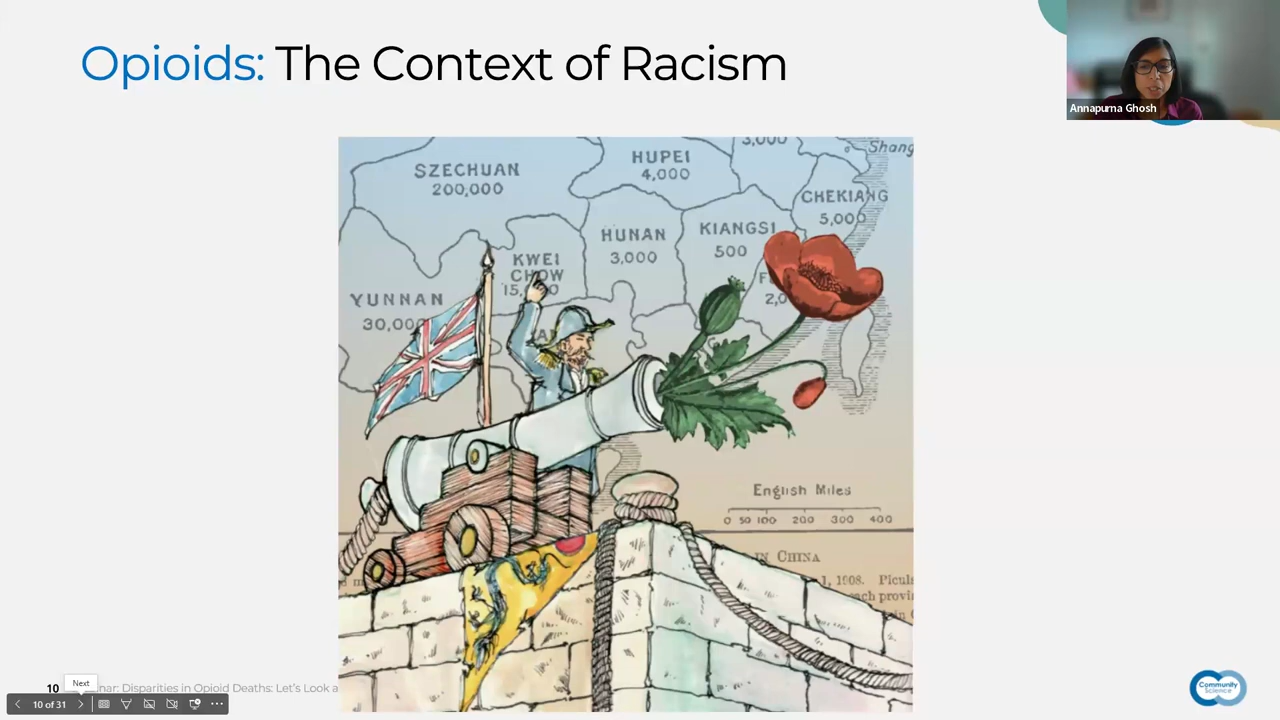 Opioids: The Context of Racism
Annapurna Ghosh
3,000
Shang
SZECHUAN
200,000
HUPEI
4,000
CHEKIANG
5,000
HUNAN
3,000
KIANGSI
500
KWEI
CHOW
15,
YUNNAN
30,000
F
2,0
English Miles
0 50 100 200 300 400
IN CHINA
1, 1908. Picul
ach provi
Next
10 nar: Disparities in Opioid Deaths: Let's Look a
10 of 31
Community
Science